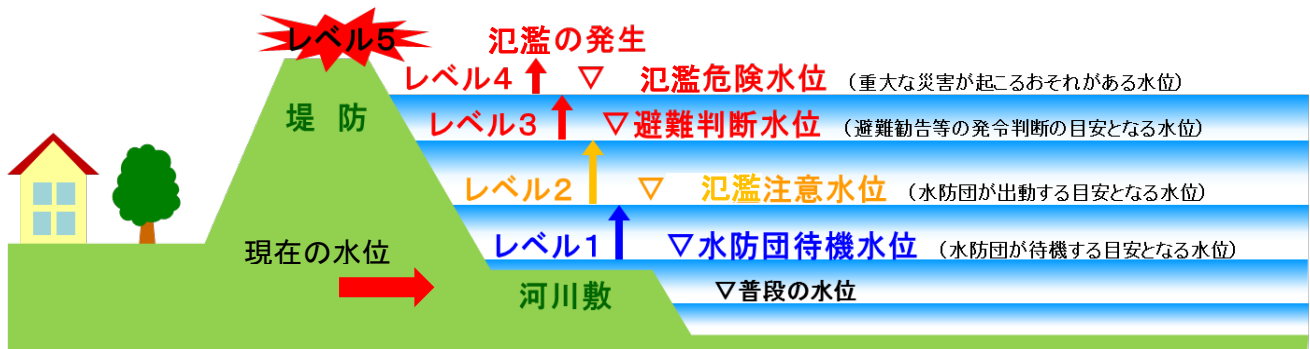 レベル5 氾濫の発生
レベル4 ▽ 氾濫危険水位 (重大な災害が起こるおそれがある水位)
堤 防
レベル3 ▽避難判断水位 (避難勧告等の発令判断の目安となる水位)
レベル2 ▽ 氾濫注意水位 (水防団が出動する目安となる水位)
現在の水位
レベル1 ▽水防団待機水位 (水防団が待機する目安となる水位)
河川敷
▽普段の水位